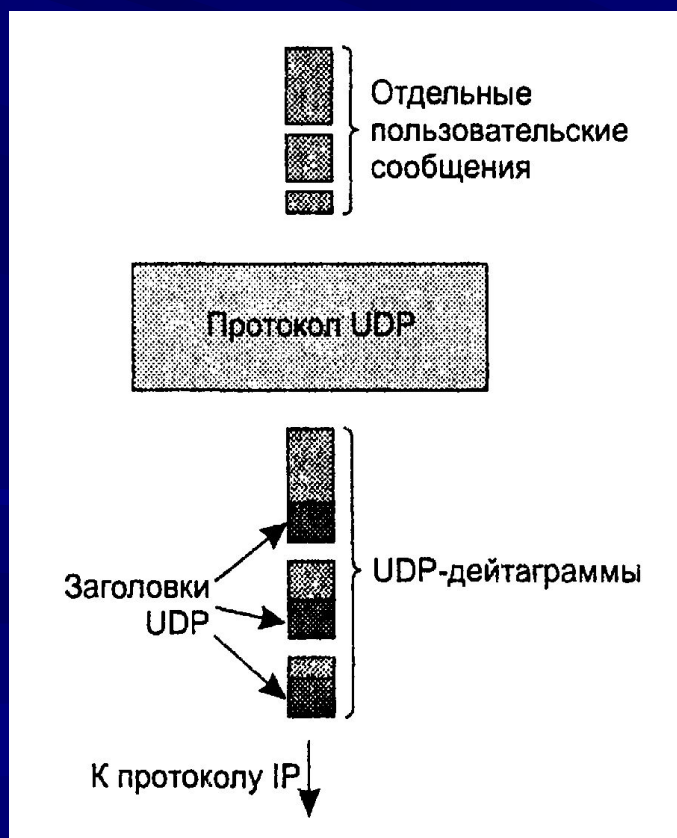 Отдельные
пользовательские
сообщения
Протокол UDP
Заголовки
UDP
UDP-дейтаграммы
К протоколу IP